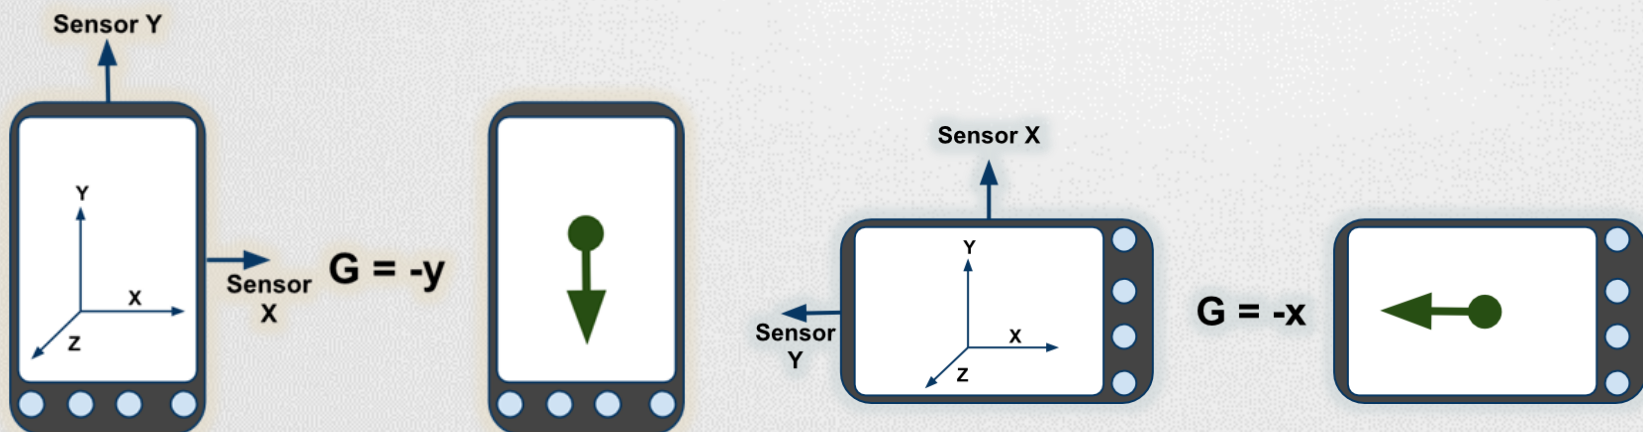 Sensor Y
Y
X
Z
Sensor
X
G = -y
Sensor X
Sensor
Y
Y
X
Z
G = -x